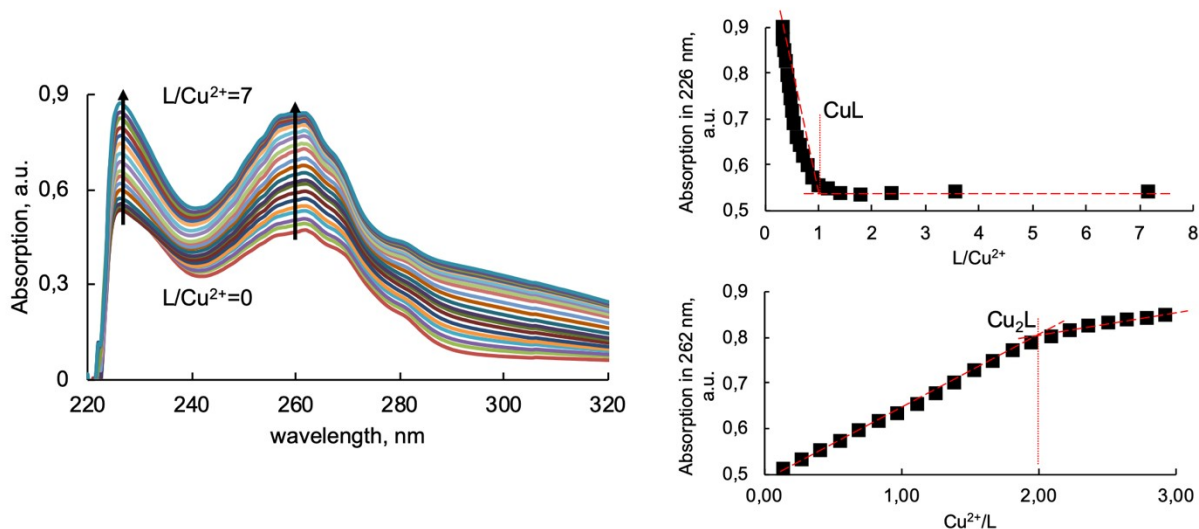 L/Cu²⁺=7
L/Cu²⁺=0
Absorption, a.u.
0,9
0,6
0,3
0
220 240 260 280 300 320
wavelength, nm
Absorption in 226 nm,
a.u.
0,9
0,8
0,7
0,6
0,5
CuL
0 1 2 3 4 5 6 7 8
L/Cu²⁺
Absorption in 262 nm,
a.u.
0,9
0,8
0,7
0,6
0,5
Cu₂L
0,00 1,00 2,00 3,00
Cu²⁺/L